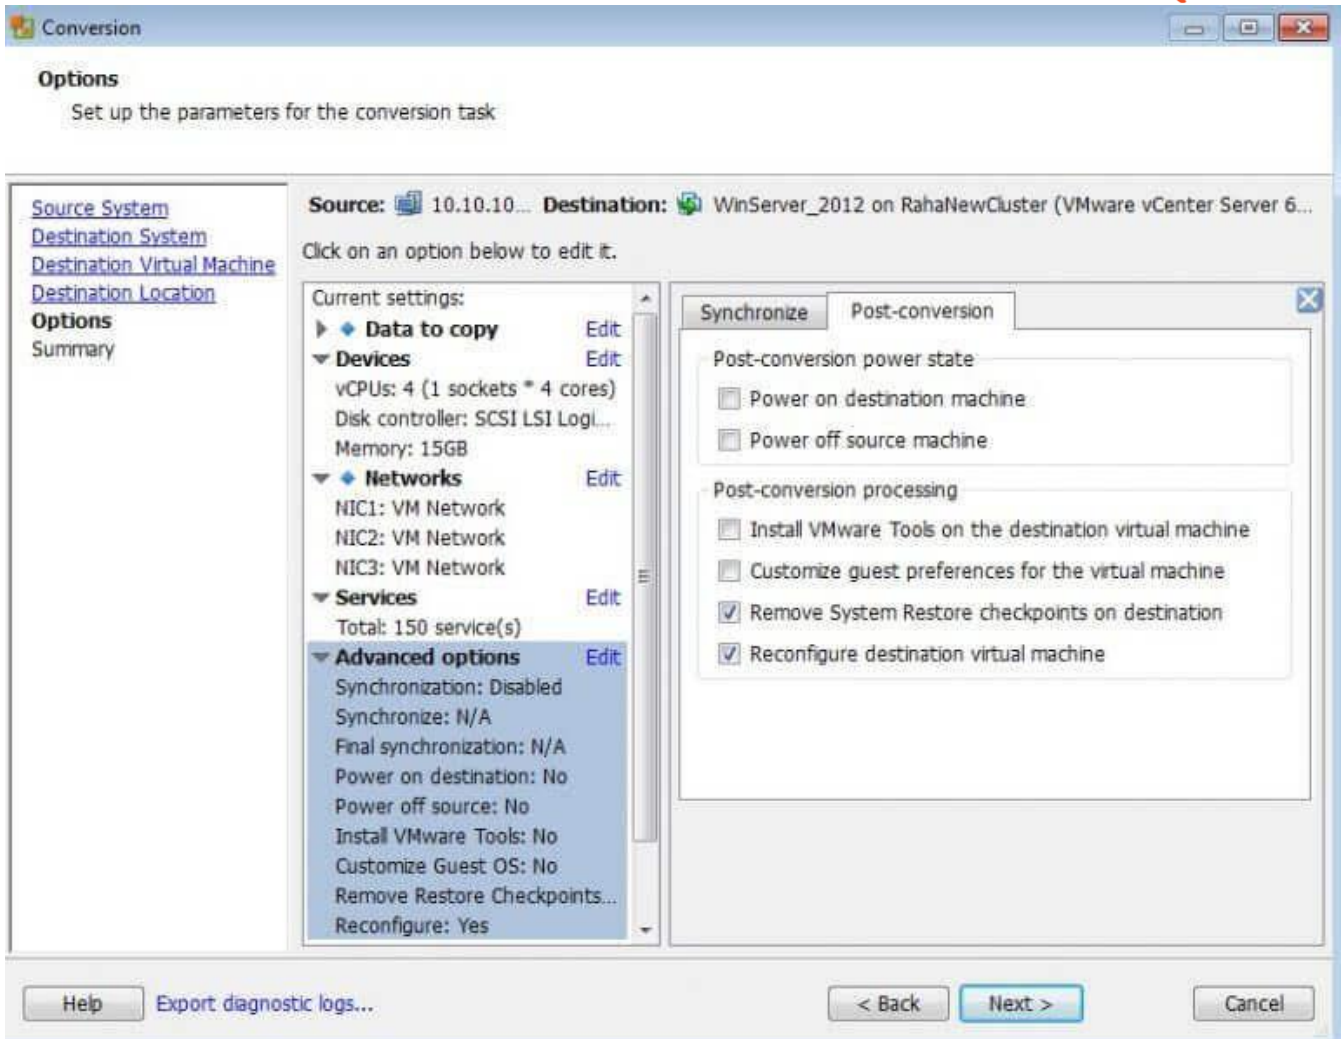 Conversion
Options
Set up the parameters for the conversion task
Source System
Destination System
Destination Virtual Machine
Destination Location
Options
Summary
Source: 10.10.10... Destination: WinServer_2012 on RahaNewCluster (VMware vCenter Server 6...
Click on an option below to edit it.
Current settings:
Data to copy Edit
Devices Edit
vCPUs: 4 (1 sockets * 4 cores)
Disk controller: SCSI LSI Logi...
Memory: 15GB
Networks Edit
NIC1: VM Network
NIC2: VM Network
NIC3: VM Network
Services Edit
Total: 150 service(s)
Advanced options Edit
Synchronization: Disabled
Synchronize: N/A
Final synchronization: N/A
Power on destination: No
Power off source: No
Install VMware Tools: No
Customize Guest OS: No
Remove Restore Checkpoints...
Reconfigure: Yes
Synchronize Post-conversion
Post-conversion power state
Power on destination machine
Power off source machine
Post-conversion processing
Install VMware Tools on the destination virtual machine
Customize guest preferences for the virtual machine
Remove System Restore checkpoints on destination
Reconfigure destination virtual machine
Help Export diagnostic logs... < Back Next > Cancel